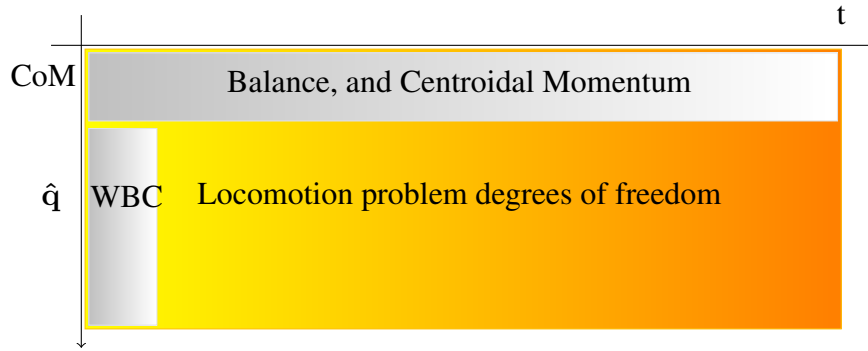 t
CoM
Balance, and Centroidal Momentum
q̂
WBC
Locomotion problem degrees of freedom